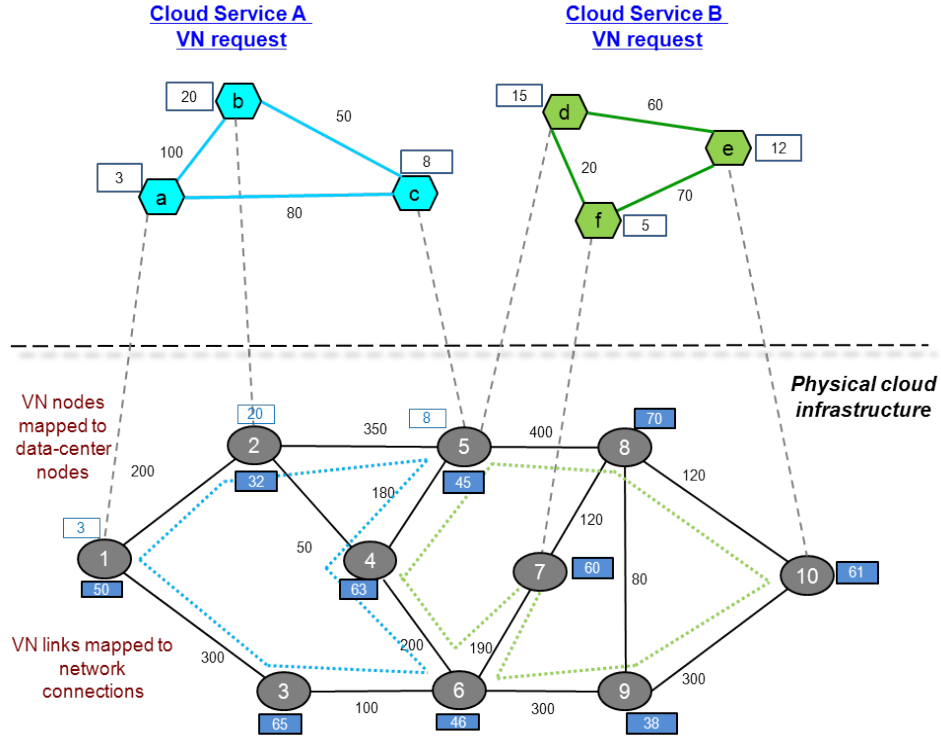 Cloud Service A
VN request
Cloud Service B
VN request
20
b
50
100
3
a
8
c
80
15
d
60
e
12
20
70
f
5
Physical cloud
infrastructure
VN nodes
mapped to
data-center
nodes
20
2
32
350
8
5
45
400
70
8
200
180
120
3
1
50
50
4
63
120
7
60
80
10
61
VN links mapped to
network
connections
300
200
190
300
3
65
100
6
46
300
9
38